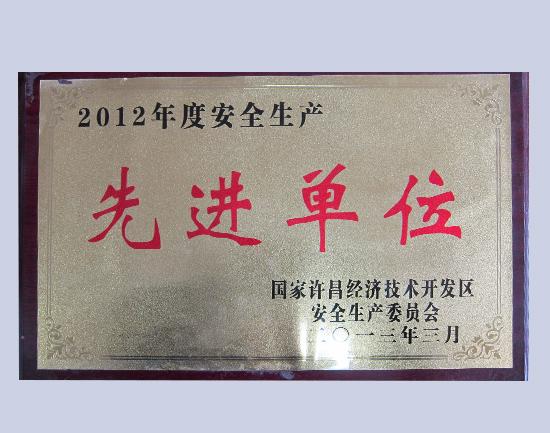 2012年度安全生产
先进单位
国家许昌经济技术开发区
安全生产委员会
二〇一三年三月